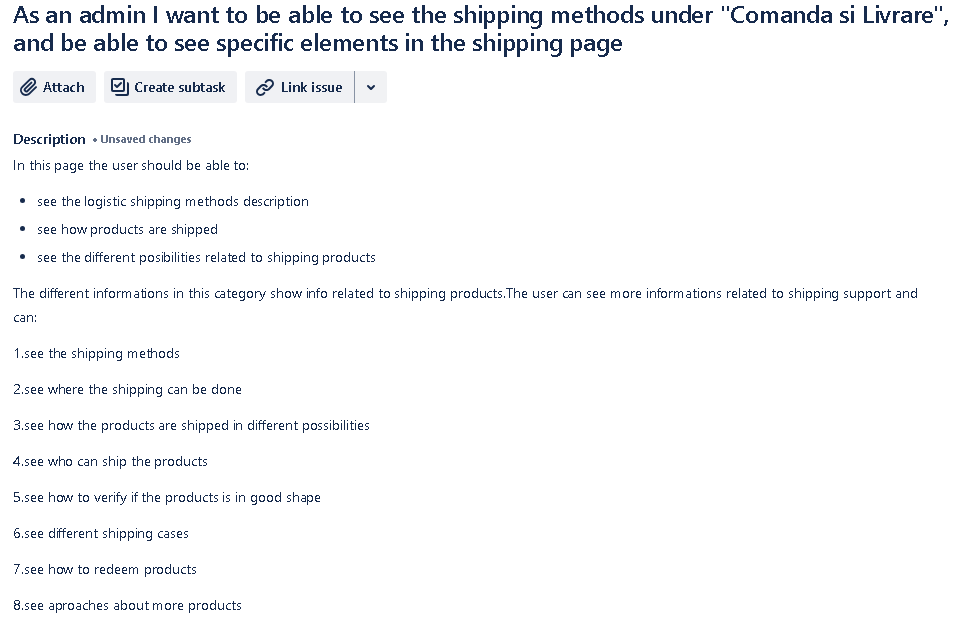 As an admin I want to be able to see the shipping methods under "Comanda si Livrare",
and be able to see specific elements in the shipping page
Attach Create subtask Link issue
Description • Unsaved changes
In this page the user should be able to:
• see the logistic shipping methods description
• see how products are shipped
• see the different posibilities related to shipping products
The different informations in this category show info related to shipping products.The user can see more informations related to shipping support and
can:
1.see the shipping methods
2.see where the shipping can be done
3.see how the products are shipped in different possibilities
4.see who can ship the products
5.see how to verify if the products is in good shape
6.see different shipping cases
7.see how to redeem products
8.see aproaches about more products